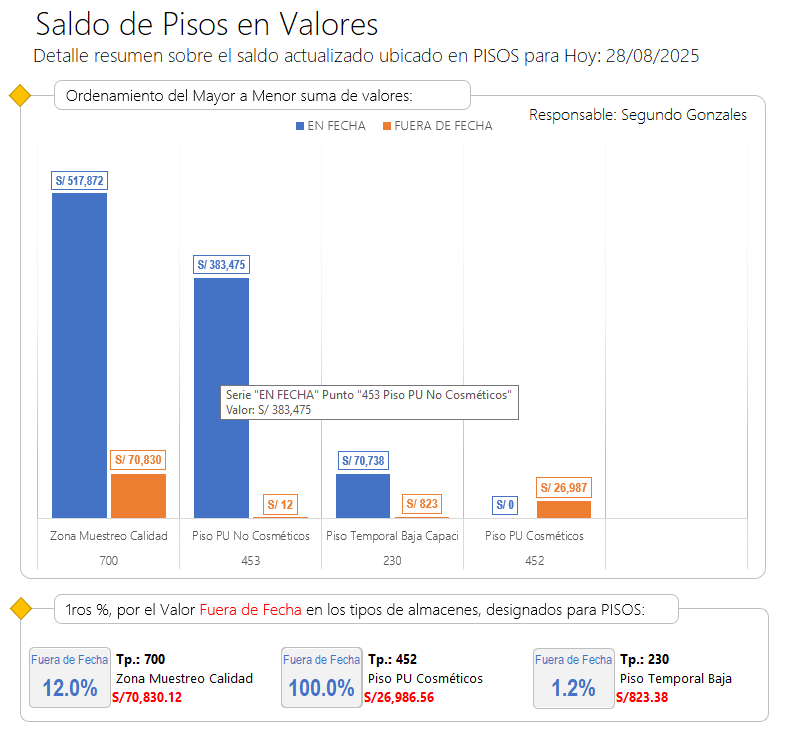 Saldo de Pisos en Valores
Detalle resumen sobre el saldo actualizado ubicado en PISOS para Hoy: 28/08/2025
Ordenamiento del Mayor a Menor suma de valores:
Responsable: Segundo Gonzales
EN FECHA FUERA DE FECHA
S/ 517,872
S/ 383,475
Serie "EN FECHA" Punto "453 Piso PU No Cosméticos"
Valor: S/ 383,475
S/ 70,830
S/ 12
S/ 70,738
S/ 823
S/ 0
S/ 26,987
Zona Muestreo Calidad Piso PU No Cosméticos Piso Temporal Baja Capaci Piso PU Cosméticos
700 453 230 452
1ros %, por el Valor Fuera de Fecha en los tipos de almacenes, designados para PISOS:
Fuera de Fecha
12.0%
Tp.: 700
Zona Muestreo Calidad
S/70,830.12
Fuera de Fecha
100.0%
Tp.: 452
Piso PU Cosméticos
S/26,986.56
Fuera de Fecha
1.2%
Tp.: 230
Piso Temporal Baja
S/823.38